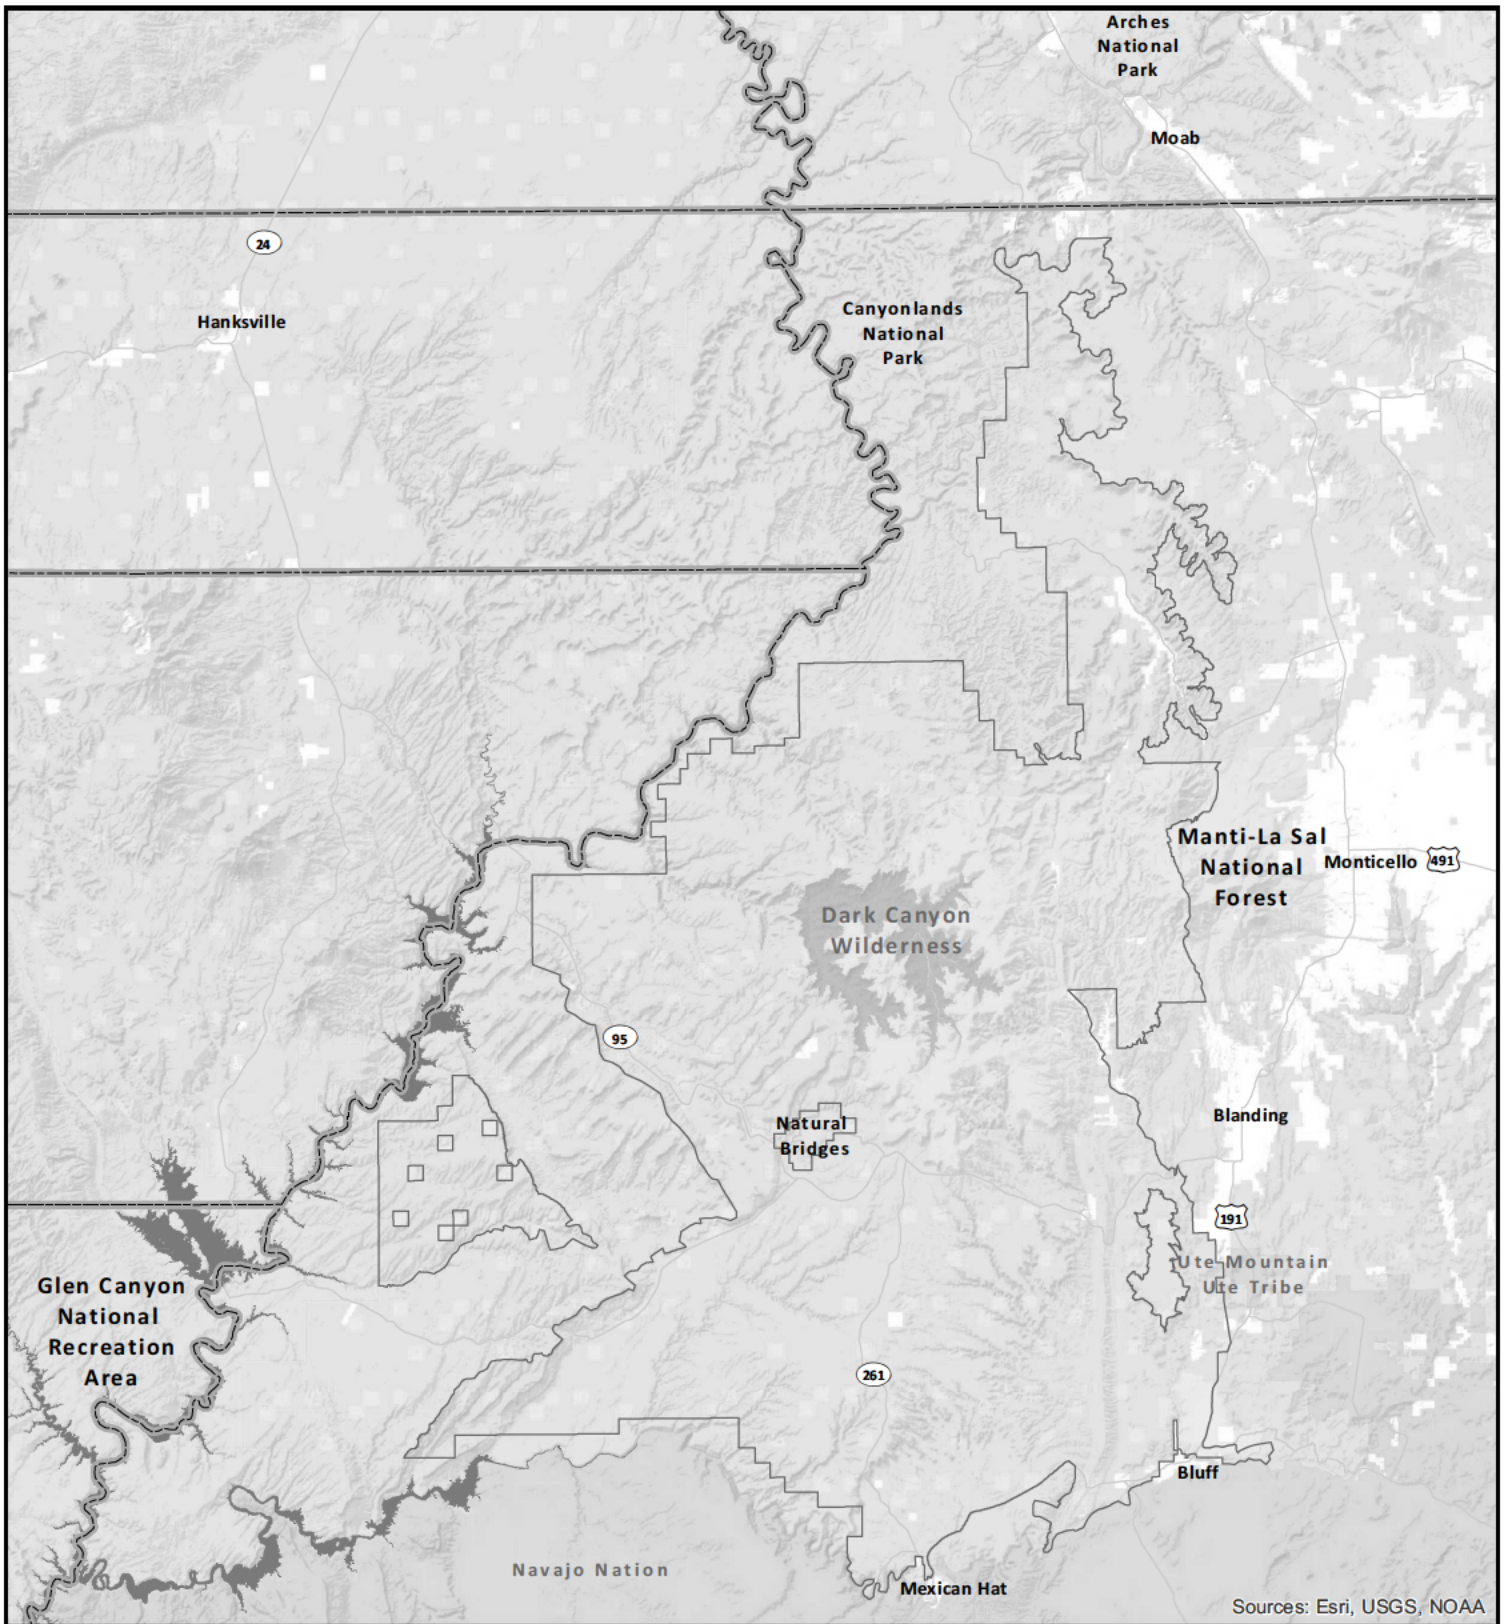 Arches
National
Park
Moab
24
Hanksville
Canyonlands
National
Park
Manti-La Sal
National
Forest
Monticello
491
Dark Canyon
Wilderness
95
Natural
Bridges
Blanding
191
Ute Mountain
Ute Tribe
Glen Canyon
National
Recreation
Area
261
Bluff
Navajo Nation
Mexican Hat
Sources: Esri, USGS, NOAA